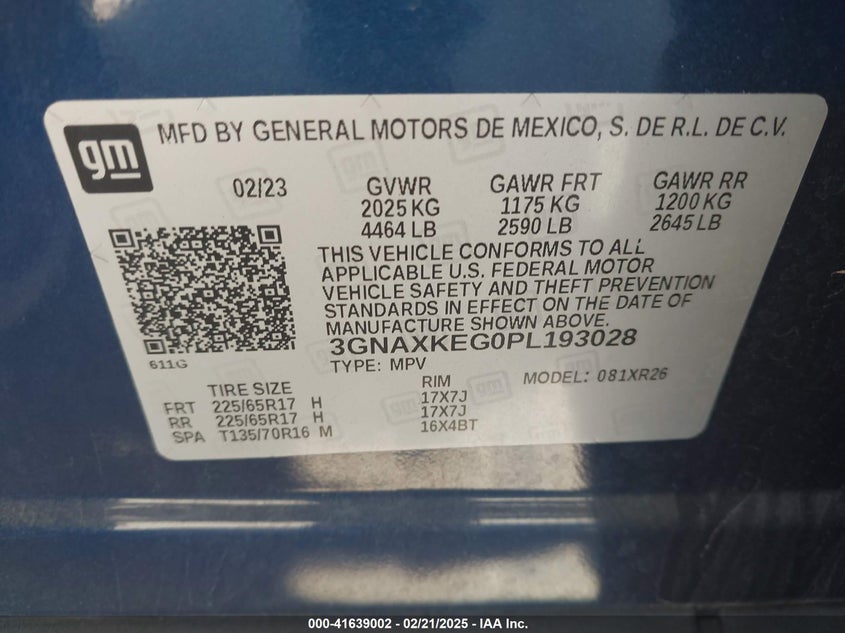 gm
MFD BY GENERAL MOTORS DE MEXICO, S. DE R.L. DE C.V.
02/23 GVWR GAWR FRT GAWR RR
2025 KG 1175 KG 1200 KG
4464 LB 2590 LB 2645 LB
THIS VEHICLE CONFORMS TO ALL
APPLICABLE U.S. FEDERAL MOTOR
VEHICLE SAFETY AND THEFT PREVENTION
STANDARDS IN EFFECT ON THE DATE OF
MANUFACTURE SHOWN ABOVE.
3GNAXKEG0PL193028
611G
TYPE: MPV MODEL: 081XR26
TIRE SIZE RIM
FRT 225/65R17 H 17X7J
RR 225/65R17 H 17X7J
SPA T135/70R16 M 16X4BT
000-41639002 - 02/21/2025 - IAA Inc.